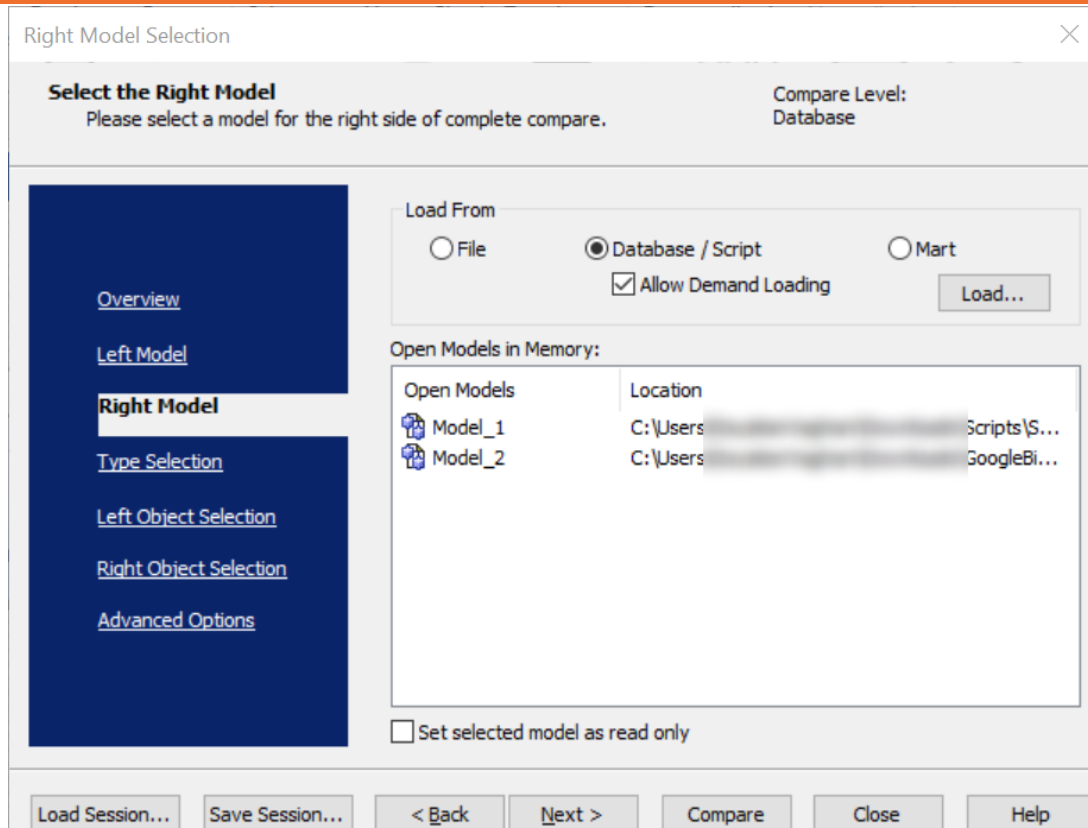 Right Model Selection
Select the Right Model
Please select a model for the right side of complete compare.
Compare Level:
Database
Overview
Left Model
Right Model
Type Selection
Left Object Selection
Right Object Selection
Advanced Options
Load From
File
Database / Script
Mart
Allow Demand Loading
Load...
Open Models in Memory:
Open Models Location
Model_1 C:\Users Scripts\S...
Model_2 C:\Users GoogleBi...
Set selected model as read only
Load Session... Save Session... < Back Next > Compare Close Help